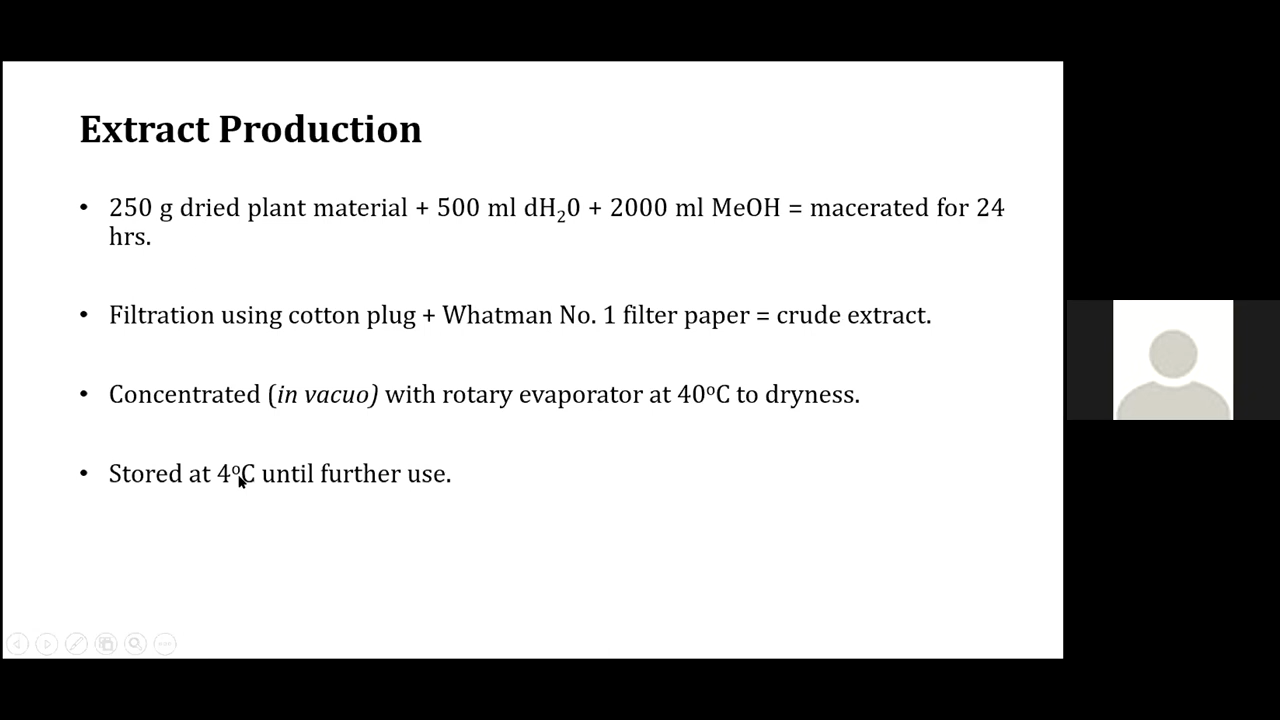 Extract Production
• 250 g dried plant material + 500 ml dH₂0 + 2000 ml MeOH = macerated for 24
hrs.
• Filtration using cotton plug + Whatman No. 1 filter paper = crude extract.
• Concentrated (in vacuo) with rotary evaporator at 40ºC to dryness.
• Stored at 4ºC until further use.